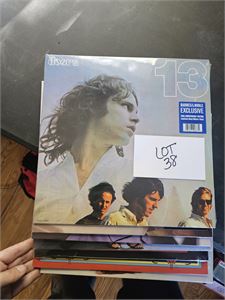 the DOORS
13
BARNES & NOBLE
EXCLUSIVE
LOT
38